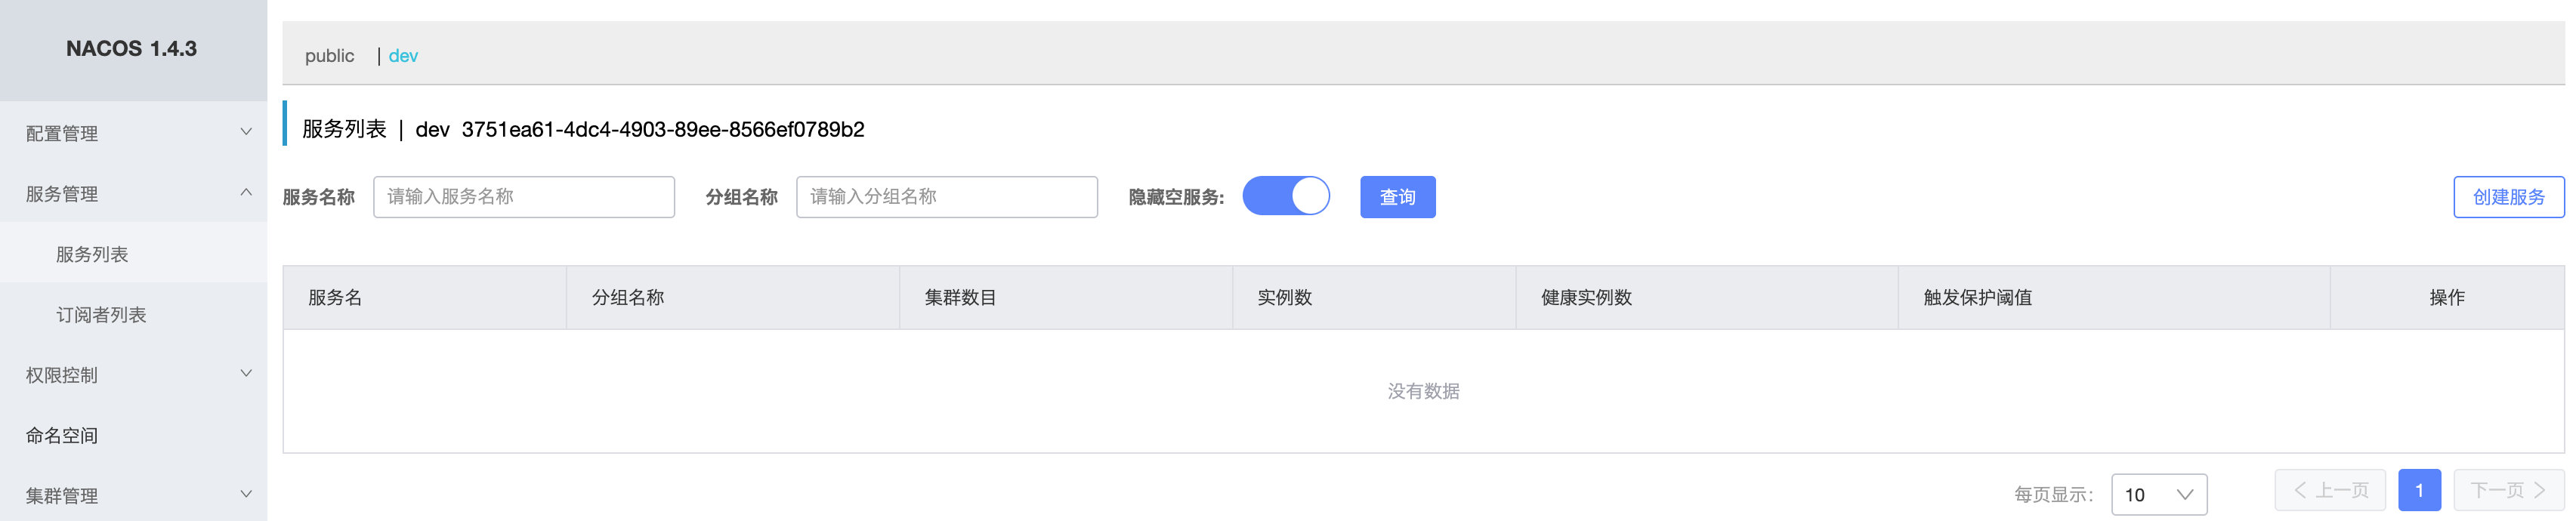 NACOS 1.4.3
配置管理
服务管理
服务列表
订阅者列表
权限控制
命名空间
集群管理
public | dev
服务列表 | dev 3751ea61-4dc4-4903-89ee-8566ef0789b2
服务名称 请输入服务名称 分组名称 请输入分组名称 隐藏空服务: 查询 创建服务
服务名 分组名称 集群数目 实例数 健康实例数 触发保护阈值 操作
没有数据
每页显示: 10 上一页 1 下一页